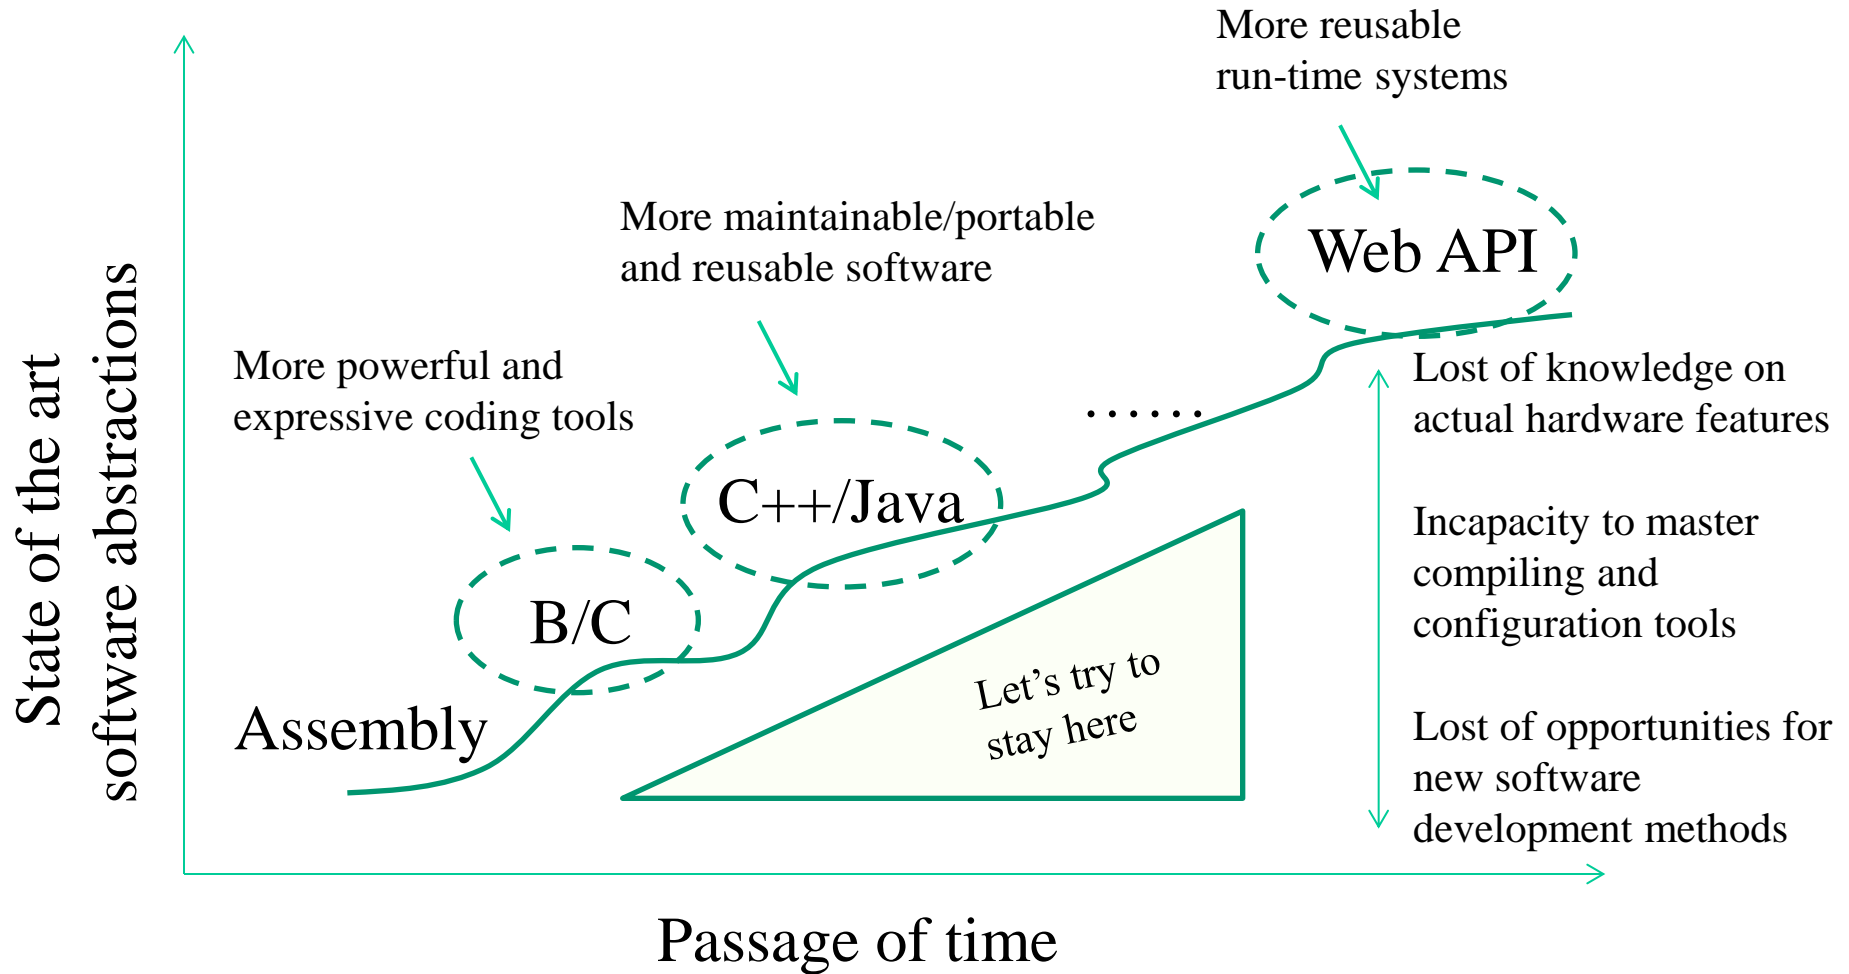 More reusable
run-time systems
More maintainable/portable
and reusable software
Web API
More powerful and
expressive coding tools
......
C++/Java
B/C
Assembly
Let’s try to
stay here
Lost of knowledge on
actual hardware features
Incapacity to master
compiling and
configuration tools
Lost of opportunities for
new software
development methods
State of the art
software abstractions
Passage of time